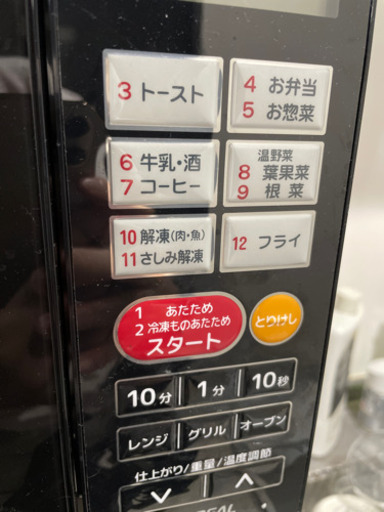 3 トースト
4 お弁当
5 お惣菜
6 牛乳・酒
7 コーヒー
温野菜
8 葉果菜
9 根菜
10 解凍(肉・魚)
11 さしみ解凍
12 フライ
1 あたため
2 冷凍ものあたため
スタート
とりけし
10分
1分
10秒
レンジ
グリル
オーブン
仕上がり/重量/温度調節